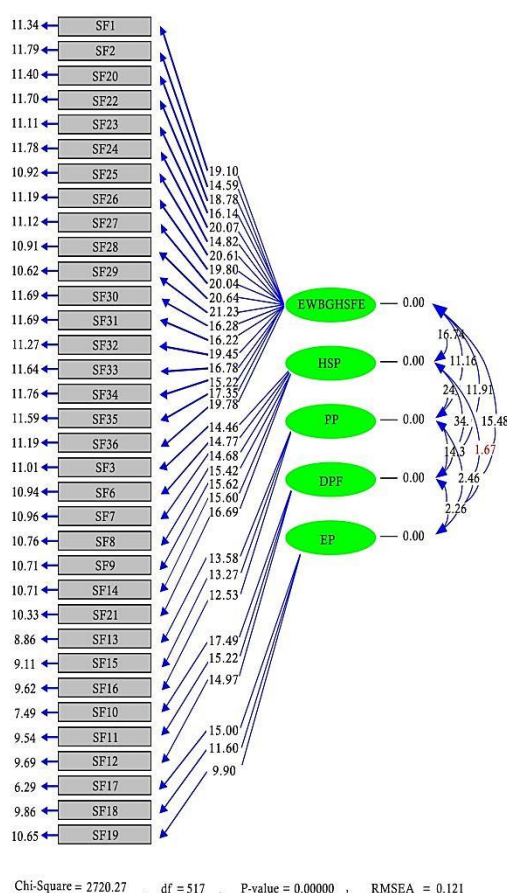 11.34 SF1
11.79 SF2
11.40 SF20
11.70 SF22
11.11 SF23
11.78 SF24
10.92 SF25
11.19 SF26
11.12 SF27
10.91 SF28
10.62 SF29
11.69 SF30
11.69 SF31
11.27 SF32
11.64 SF33
11.76 SF34
11.59 SF35
11.19 SF36
11.01 SF3
10.94 SF6
10.96 SF7
10.76 SF8
10.71 SF9
10.71 SF14
10.33 SF21
8.86 SF13
9.11 SF15
9.62 SF16
7.49 SF10
9.54 SF11
9.69 SF12
6.29 SF17
9.86 SF18
10.65 SF19
19.10
14.59
18.78
16.14
20.07
14.82
20.61
19.80
20.04
20.64
21.23
16.28
16.22
19.45
16.78
15.22
17.35
19.78
14.46
14.77
14.68
15.42
15.62
15.60
16.69
13.58
13.27
12.53
17.49
15.22
14.97
15.00
11.60
9.90
EWBGHSFE 0.00
HSP 0.00
PP 0.00
DPF 0.00
EP 0.00
16.74
11.16
24.
11.91
34.
15.48
14.3
1.67
2.46
2.26
Chi-Square = 2720.27 , df = 517 , P-value = 0.00000 , RMSEA = 0.121